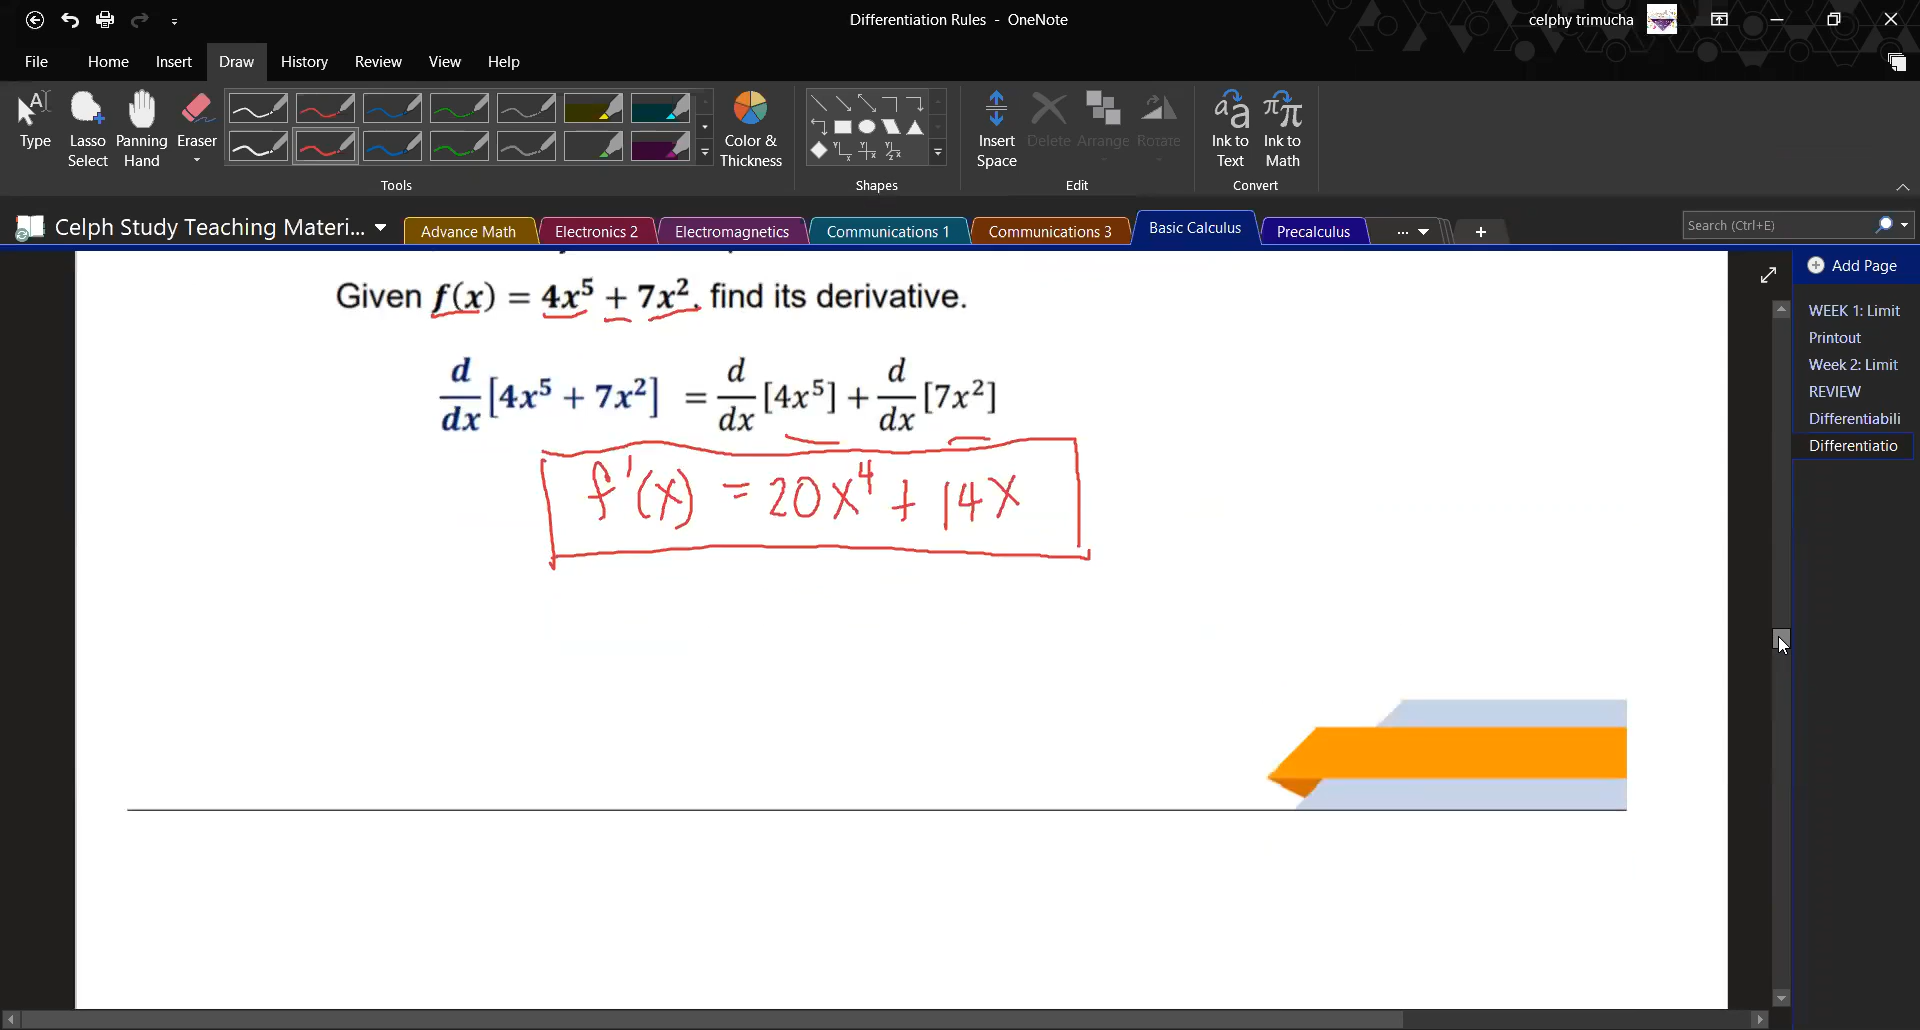 Differentiation Rules - OneNote
celphy trimucha
File Home Insert Draw History Review View Help
Type
Lasso Select
Panning Hand
Eraser
Color & Thickness
Insert Space
Delete
Arrange
Rotate
Ink to Text
Ink to Math
Tools
Shapes
Edit
Convert
Celph Study Teaching Materi...
Advance Math
Electronics 2
Electromagnetics
Communications 1
Communications 3
Basic Calculus
Precalculus
...
Search (Ctrl+E)
Add Page
WEEK 1: Limit
Printout
Week 2: Limit
REVIEW
Differentiabili
Differentiatio
Given f(x) = 4x⁵ + 7x², find its derivative.
d/dx [4x⁵ + 7x²] = d/dx [4x⁵] + d/dx [7x²]
f'(x) = 20x⁴ + 14x